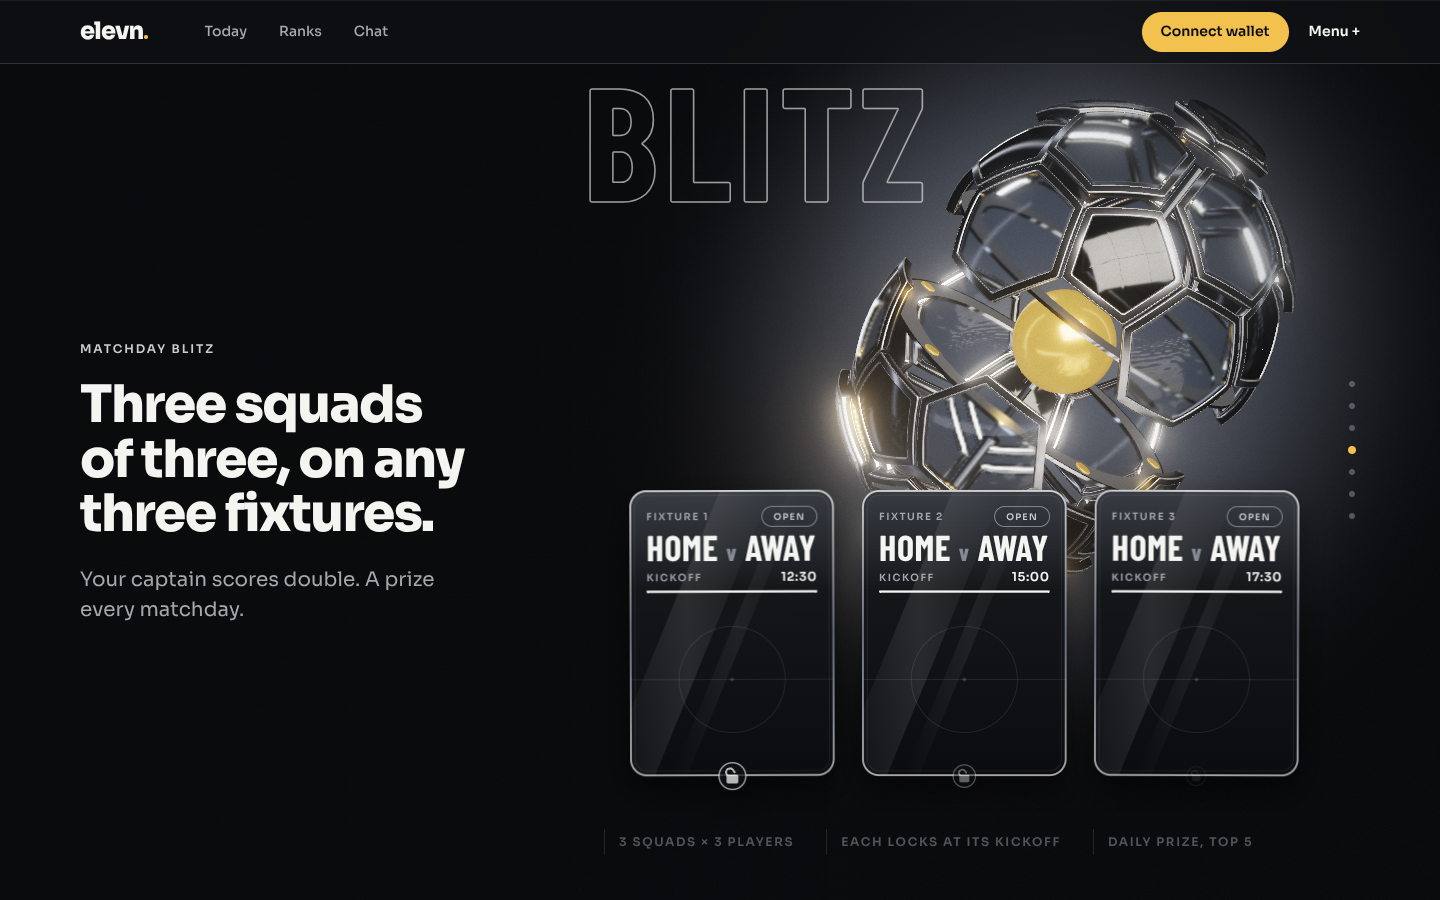 elevn.
Today
Ranks
Chat
Connect wallet
Menu +
BLITZ
MATCHDAY BLITZ
Three squads
of three, on any
three fixtures.
Your captain scores double. A prize
every matchday.
FIXTURE 1
OPEN
HOME v AWAY
KICKOFF
12:30
FIXTURE 2
OPEN
HOME v AWAY
KICKOFF
15:00
FIXTURE 3
OPEN
HOME v AWAY
KICKOFF
17:30
3 SQUADS × 3 PLAYERS
EACH LOCKS AT ITS KICKOFF
DAILY PRIZE, TOP 5